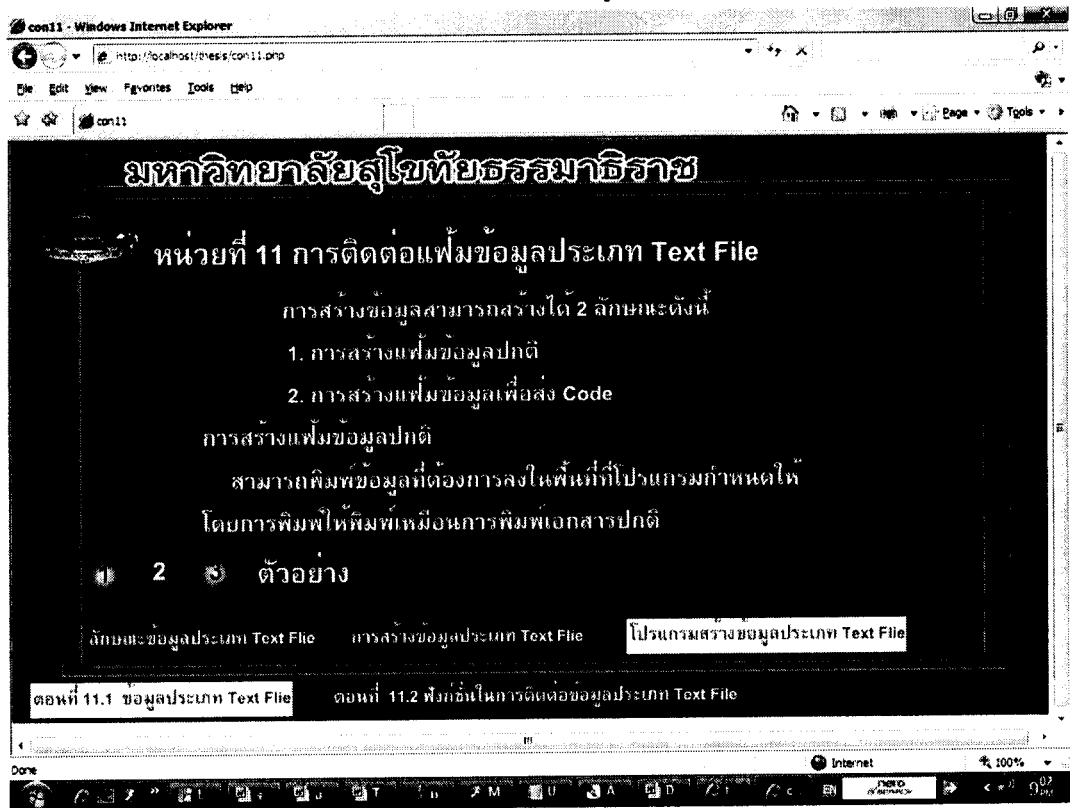 con11 - Windows Internet Explorer
http://localhost/thesis/con11.php
File Edit View Favorites Tools Help
con11
Page Tools
มหาวิทยาลัยสุโขทัยธรรมาธิราช
หน่วยที่ 11 การติดต่อแฟ้มข้อมูลประเภท Text File
การสร้างข้อมูลสามารถสร้างได้ 2 ลักษณะดังนี้
1. การสร้างแฟ้มข้อมูลปกติ
2. การสร้างแฟ้มข้อมูลเพื่อส่ง Code
การสร้างแฟ้มข้อมูลปกติ
สามารถพิมพ์ข้อมูลที่ต้องการลงในพื้นที่ที่โปรแกรมกำหนดให้
โดยการพิมพ์ให้พิมพ์เหมือนการพิมพ์เอกสารปกติ
2 ตัวอย่าง
ลักษณะข้อมูลประเภท Text Flie การสร้างข้อมูลประเภท Text Flie โปรแกรมสร้างข้อมูลประเภท Text Flie
ตอนที่ 11.1 ข้อมูลประเภท Text Flie ตอนที่ 11.2 ฟังก์ชั่นในการติดต่อข้อมูลประเภท Text File
Done Internet 100%
EN